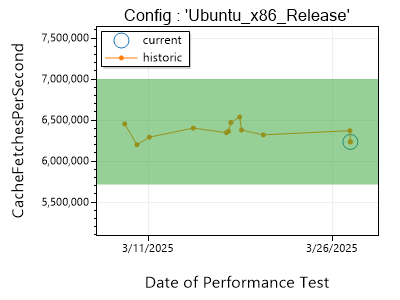 Config : 'Ubuntu_x86_Release'
CacheFetchesPerSecond
7,500,000
7,000,000
6,500,000
6,000,000
5,500,000
current
historic
3/11/2025
3/26/2025
Date of Performance Test